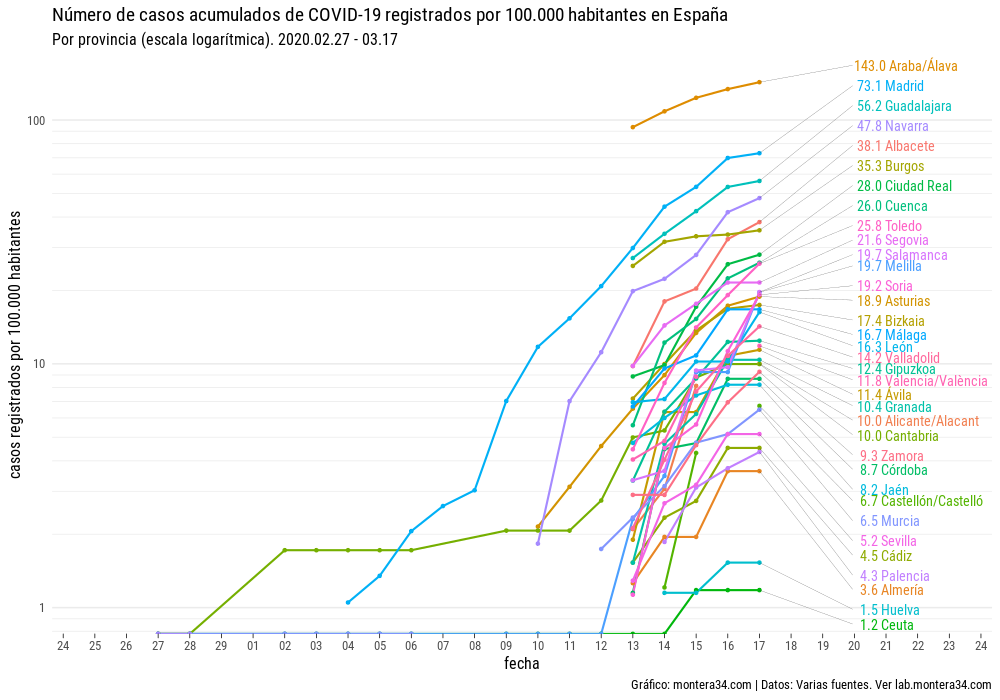 Número de casos acumulados de COVID-19 registrados por 100.000 habitantes en España
Por provincia (escala logarítmica). 2020.02.27 - 03.17
casos registrados por 100.000 habitantes
100
10
1
143.0 Araba/Álava
73.1 Madrid
56.2 Guadalajara
47.8 Navarra
38.1 Albacete
35.3 Burgos
28.0 Ciudad Real
26.0 Cuenca
25.8 Toledo
21.6 Segovia
19.7 Salamanca
19.7 Melilla
19.2 Soria
18.9 Asturias
17.4 Bizkaia
16.7 Málaga
16.3 León
14.2 Valladolid
12.4 Gipuzkoa
11.8 Valencia/València
11.4 Ávila
10.4 Granada
10.0 Alicante/Alacant
10.0 Cantabria
9.3 Zamora
8.7 Córdoba
8.2 Jaén
6.7 Castellón/Castelló
6.5 Murcia
5.2 Sevilla
4.5 Cádiz
4.3 Palencia
3.6 Almería
1.5 Huelva
1.2 Ceuta
24 25 26 27 28 29 01 02 03 04 05 06 07 08 09 10 11 12 13 14 15 16 17 18 19 20 21 22 23 24
fecha
Gráfico: montera34.com | Datos: Varias fuentes. Ver lab.montera34.com